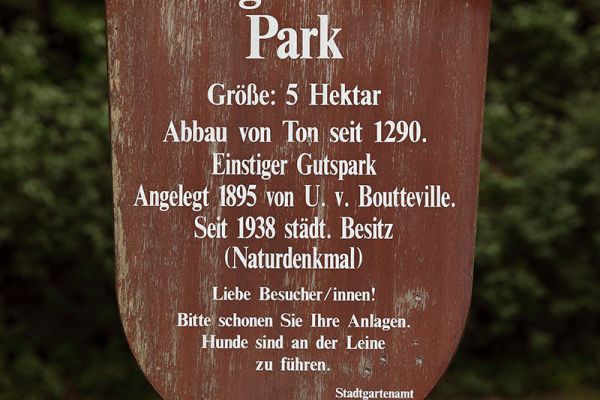 Park
Größe: 5 Hektar
Abbau von Ton seit 1290.
Einstiger Gutspark
Angelegt 1895 von U. v. Boutteville.
Seit 1938 städt. Besitz
(Naturdenkmal)
Liebe Besucher/innen!
Bitte schonen Sie Ihre Anlagen.
Hunde sind an der Leine
zu führen.
Stadtgartenamt